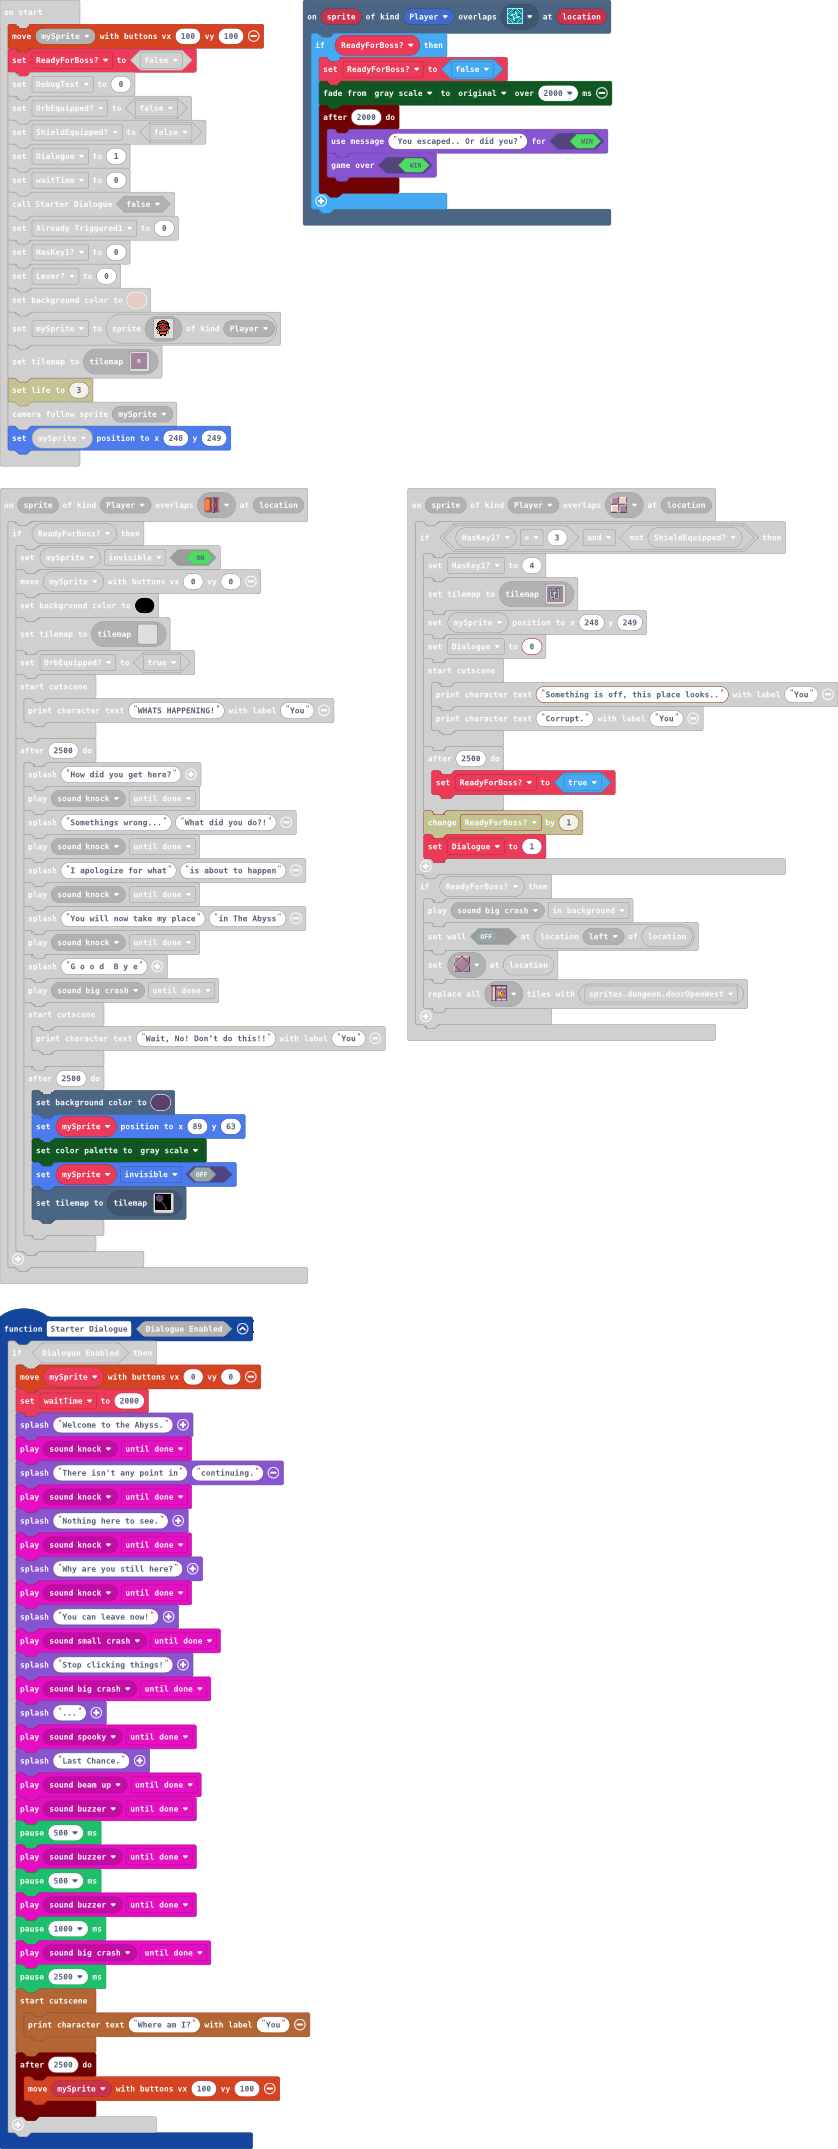 on start
move mySprite with buttons vx 100 vy 100
set ReadyForBoss? to false
set DebugText to 0
set OrbEquipped? to false
set ShieldEquipped? to false
set Dialogue to 1
set waitTime to 0
call Starter Dialogue false
set Already Triggered1 to 0
set HasKey1? to 0
set Lever? to 0
set background color to
set mySprite to sprite of kind Player
set tilemap to tilemap
set life to 3
camera follow sprite mySprite
set mySprite position to x 248 y 249
on sprite of kind Player overlaps at location
if ReadyForBoss? then
set ReadyForBoss? to false
fade from gray scale to original over 2000 ms
after 2000 do
use message "You escaped.. Or did you?" for WIN
game over WIN
on sprite of kind Player overlaps at location
if ReadyForBoss? then
set mySprite invisible ON
move mySprite with buttons vx 0 vy 0
set background color to
set tilemap to tilemap
set OrbEquipped? to true
start cutscene
print character text "WHATS HAPPENING!" with label "You"
after 2500 do
splash "How did you get here?"
play sound knock until done
splash "Somethings wrong..." "What did you do?!"
play sound knock until done
splash "I apologize for what" "is about to happen"
play sound knock until done
splash "You will now take my place" "in The Abyss"
play sound knock until done
splash "G o o d  B y e"
play sound big crash until done
start cutscene
print character text "Wait, No! Don't do this!!" with label "You"
after 2500 do
set background color to
set mySprite position to x 89 y 63
set color palette to gray scale
set mySprite invisible OFF
set tilemap to tilemap
on sprite of kind Player overlaps at location
if HasKey1? = 3 and not ShieldEquipped? then
set HasKey1? to 4
set tilemap to tilemap
set mySprite position to x 248 y 249
set Dialogue to 0
start cutscene
print character text "Something is off, this place looks.." with label "You"
print character text "Corrupt." with label "You"
after 2500 do
set ReadyForBoss? to true
change ReadyForBoss? by 1
set Dialogue to 1
if ReadyForBoss? then
play sound big crash in background
set wall OFF at location left of location
set at location
replace all tiles with sprites.dungeon.doorOpenWest
function Starter Dialogue Dialogue Enabled
if Dialogue Enabled then
move mySprite with buttons vx 0 vy 0
set waitTime to 2000
splash "Welcome to the Abyss."
play sound knock until done
splash "There isn't any point in" "continuing."
play sound knock until done
splash "Nothing here to see."
play sound knock until done
splash "Why are you still here?"
play sound knock until done
splash "You can leave now!"
play sound small crash until done
splash "Stop clicking things!"
play sound big crash until done
splash "..."
play sound spooky until done
splash "Last Chance."
play sound beam up until done
play sound buzzer until done
pause 500 ms
play sound buzzer until done
pause 500 ms
play sound buzzer until done
pause 1000 ms
play sound big crash until done
pause 2500 ms
start cutscene
print character text "Where am I?" with label "You"
after 2500 do
move mySprite with buttons vx 100 vy 100